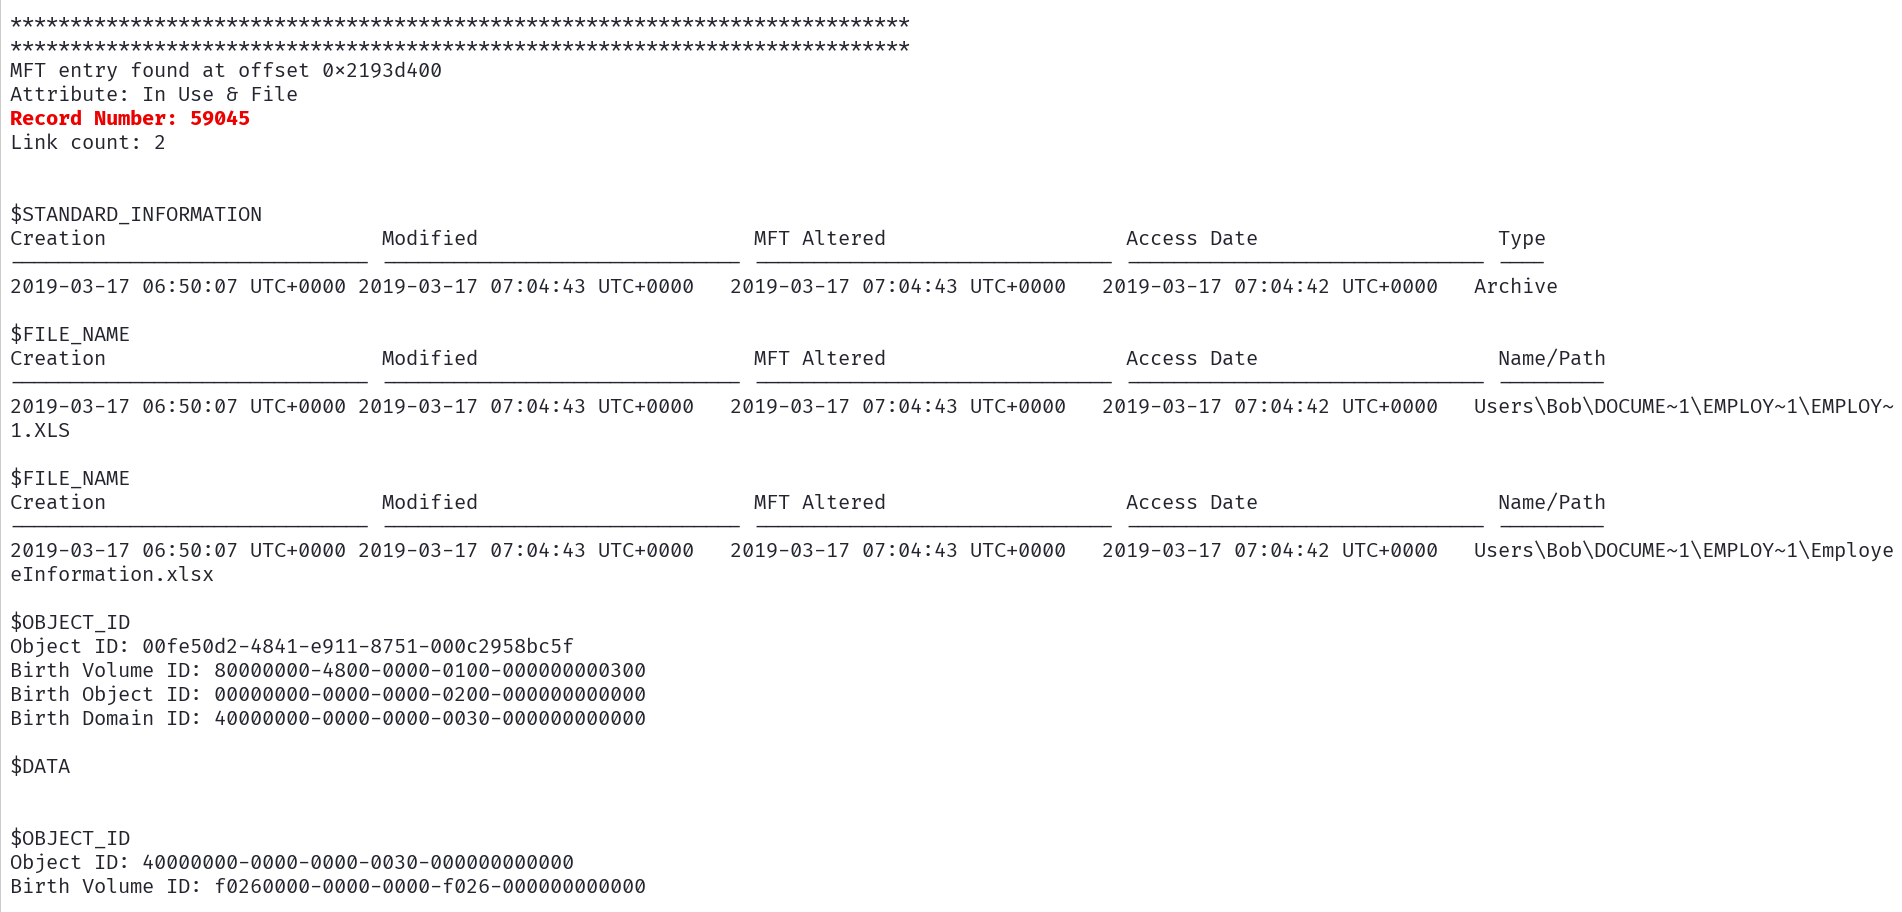 ***************************************************************************
***************************************************************************
MFT entry found at offset 0×2193d400
Attribute: In Use & File
Record Number: 59045
Link count: 2
$STANDARD_INFORMATION
Creation                       Modified                       MFT Altered                    Access Date                    Type
------------------------------ ------------------------------ ------------------------------ ------------------------------ ----
2019-03-17 06:50:07 UTC+0000 2019-03-17 07:04:43 UTC+0000   2019-03-17 07:04:43 UTC+0000   2019-03-17 07:04:42 UTC+0000   Archive
$FILE_NAME
Creation                       Modified                       MFT Altered                    Access Date                    Name/Path
------------------------------ ------------------------------ ------------------------------ ------------------------------ ---------
2019-03-17 06:50:07 UTC+0000 2019-03-17 07:04:43 UTC+0000   2019-03-17 07:04:43 UTC+0000   2019-03-17 07:04:42 UTC+0000   Users\Bob\DOCUME~1\EMPLOY~1\EMPLOY~
1.XLS
$FILE_NAME
Creation                       Modified                       MFT Altered                    Access Date                    Name/Path
------------------------------ ------------------------------ ------------------------------ ------------------------------ ---------
2019-03-17 06:50:07 UTC+0000 2019-03-17 07:04:43 UTC+0000   2019-03-17 07:04:43 UTC+0000   2019-03-17 07:04:42 UTC+0000   Users\Bob\DOCUME~1\EMPLOY~1\Employe
eInformation.xlsx
$OBJECT_ID
Object ID: 00fe50d2-4841-e911-8751-000c2958bc5f
Birth Volume ID: 80000000-4800-0000-0100-000000000300
Birth Object ID: 00000000-0000-0000-0200-000000000000
Birth Domain ID: 40000000-0000-0000-0030-000000000000
$DATA
$OBJECT_ID
Object ID: 40000000-0000-0000-0030-000000000000
Birth Volume ID: f0260000-0000-0000-f026-000000000000